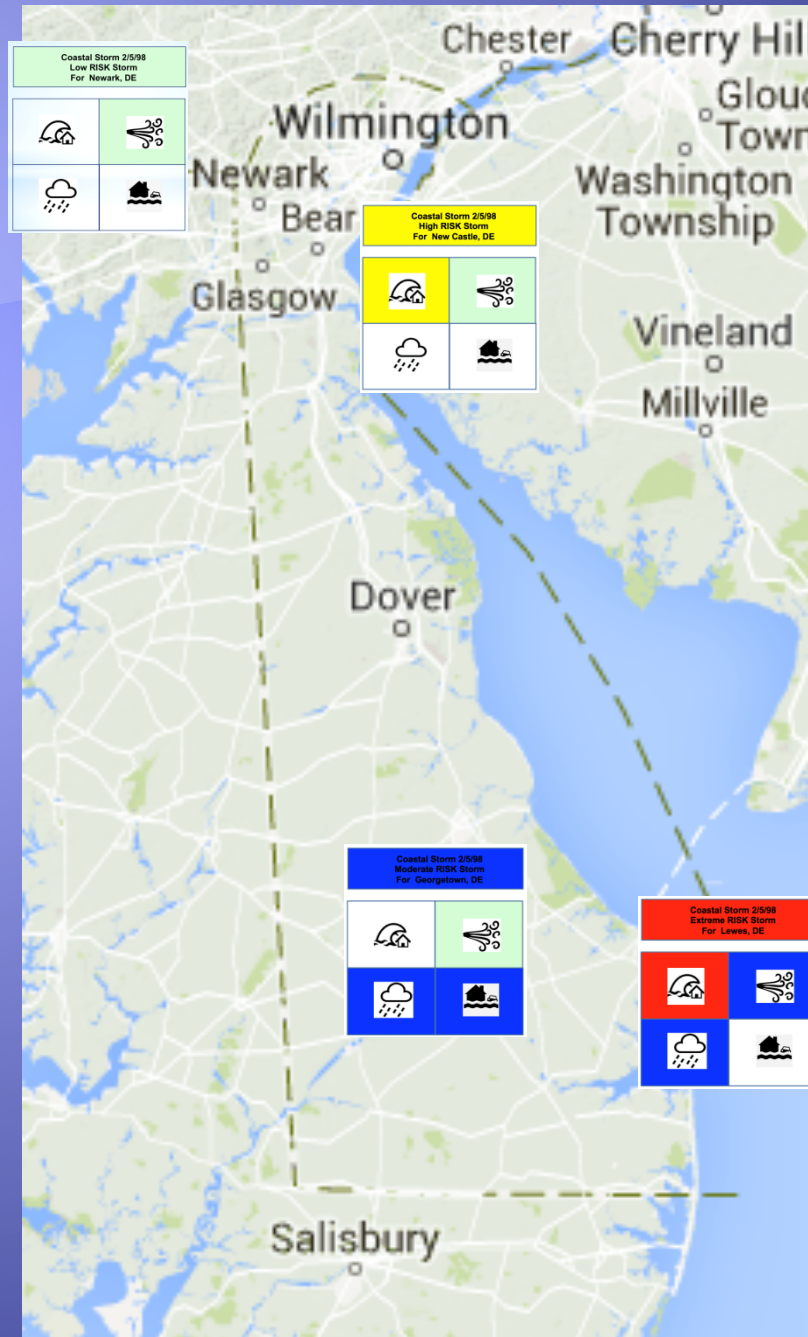 Chester
Cherry Hill
Coastal Storm 2/5/98
Low RISK Storm
For Newark, DE
Wilmington
Glouc
Town
Newark
Washington
Township
Bear
Coastal Storm 2/5/98
High RISK Storm
For New Castle, DE
Glasgow
Vineland
Millville
Dover
Coastal Storm 2/5/98
Moderate RISK Storm
For Georgetown, DE
Coastal Storm 2/5/98
Extreme RISK Storm
For Lewes, DE
Salisbury